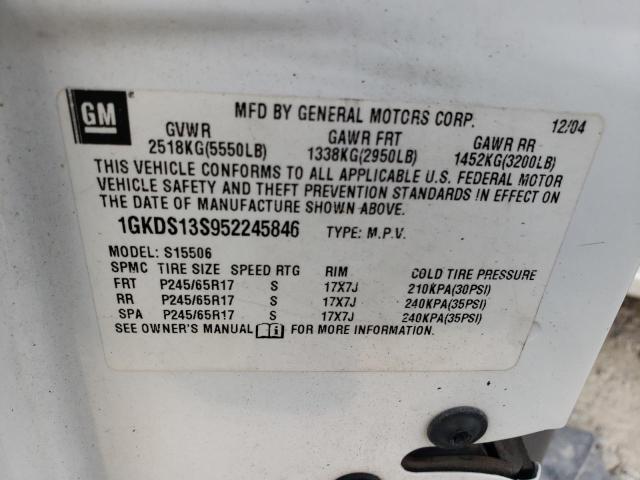 GM
MFD BY GENERAL MOTORS CORP. 12/04
GVWR GAWR FRT GAWR RR
2518KG(5550LB) 1338KG(2950LB) 1452KG(3200LB)
THIS VEHICLE CONFORMS TO ALL APPLICABLE U.S. FEDERAL MOTOR
VEHICLE SAFETY AND THEFT PREVENTION STANDARDS IN EFFECT ON
THE DATE OF MANUFACTURE SHOWN ABOVE.
1GKDS13S952245846 TYPE: M.P.V.
MODEL: S15506
SPMC TIRE SIZE SPEED RTG RIM COLD TIRE PRESSURE
FRT P245/65R17 S 17X7J 210KPA(30PSI)
RR P245/65R17 S 17X7J 240KPA(35PSI)
SPA P245/65R17 S 17X7J 240KPA(35PSI)
SEE OWNER'S MANUAL FOR MORE INFORMATION.